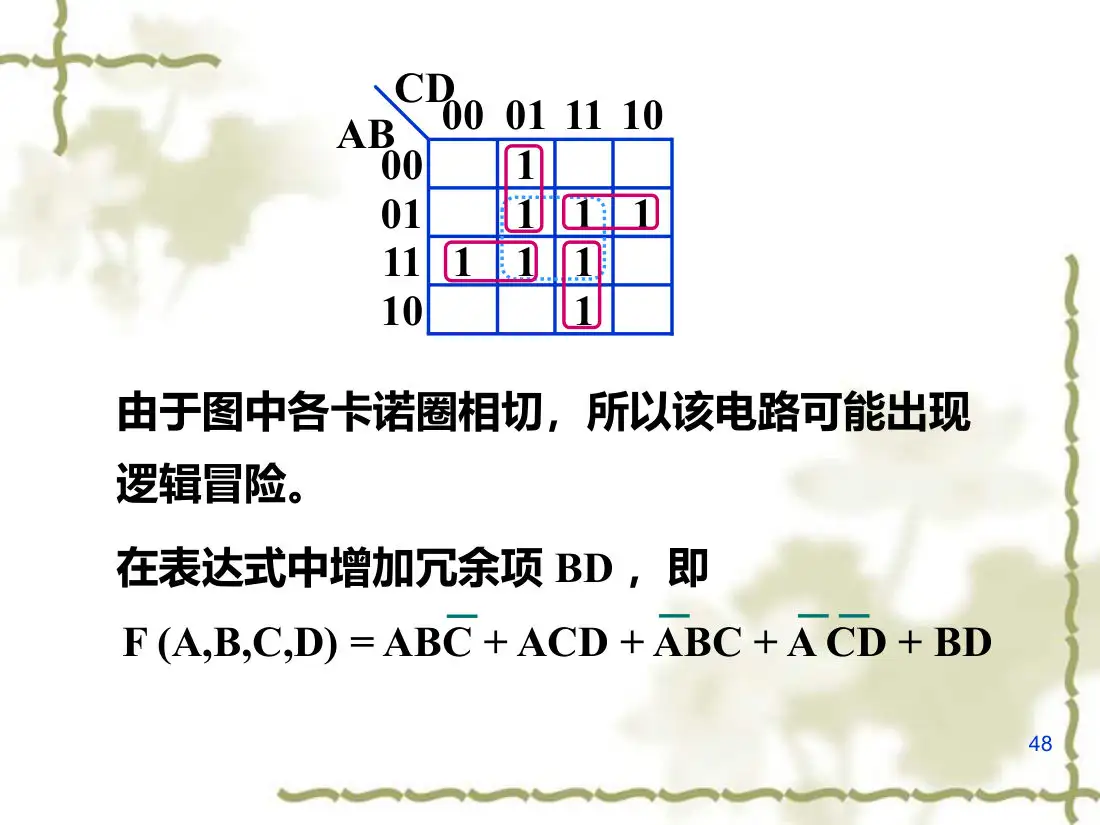 CD
AB
00 01 11 10
00 1
01 1 1 1
11 1 1 1
10 1
由于图中各卡诺圈相切，所以该电路可能出现
逻辑冒险。
在表达式中增加冗余项 BD ，即
F (A,B,C,D) = ABC̅ + ACD + A̅BC + A̅ C̅D + BD
48